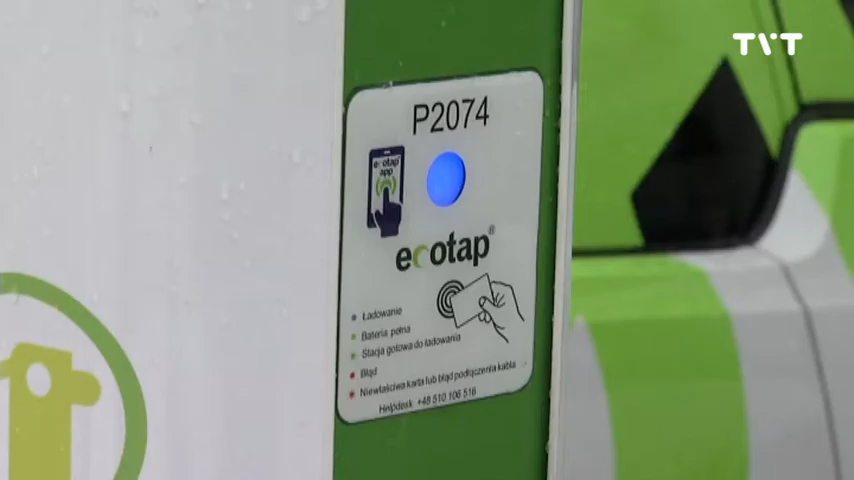 TVT
P2074
ecotap
app
ecotap®
Ładowanie
Bateria pełna
Stacja gotowa do ładowania
Błąd
Niewłaściwa karta lub błąd podłączenia kabla
Helpdesk +48 510 106 516